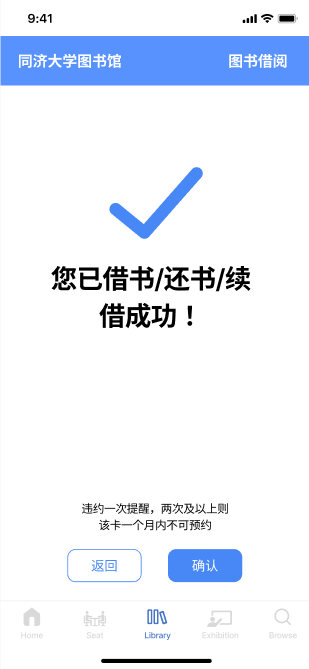 9:41
同济大学图书馆 图书借阅
您已借书/还书/续
借成功！
违约一次提醒，两次及以上则
该卡一个月内不可预约
返回 确认
Home Seat Library Exhibition Browse